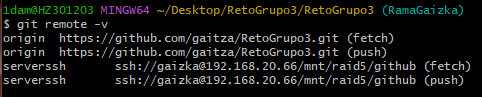 1dam@HZ301203 MINGW64 ~/Desktop/RetoGrupo3/RetoGrupo3 (RamaGaizka)
$ git remote -v
origin  https://github.com/gaitza/RetoGrupo3.git (fetch)
origin  https://github.com/gaitza/RetoGrupo3.git (push)
serverssh       ssh://gaizka@192.168.20.66/mnt/raid5/github (fetch)
serverssh       ssh://gaizka@192.168.20.66/mnt/raid5/github (push)